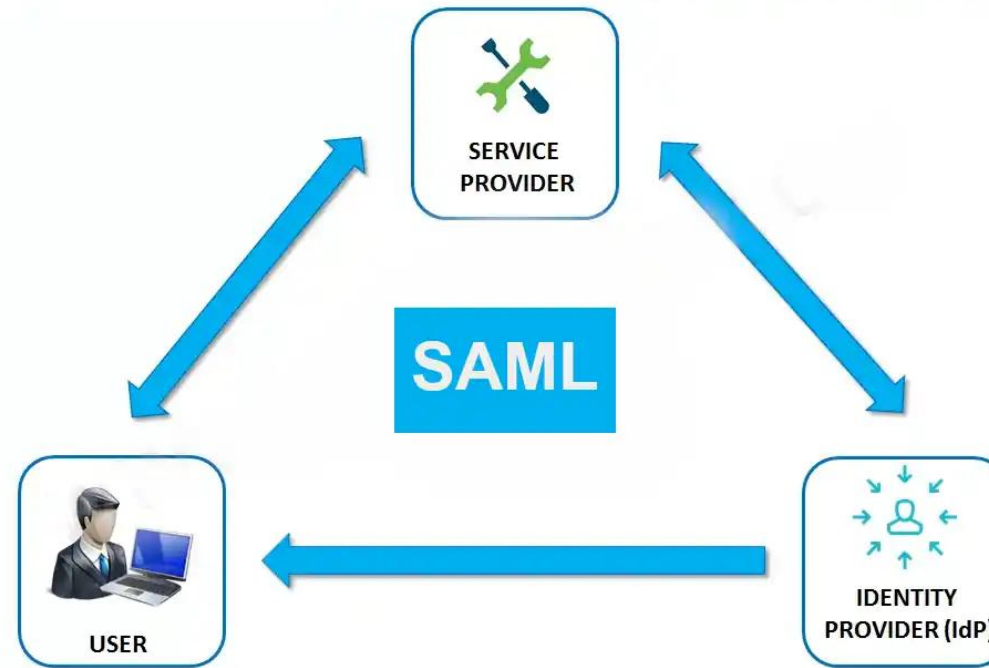 SERVICE
PROVIDER
SAML
USER
IDENTITY
PROVIDER (IdP)